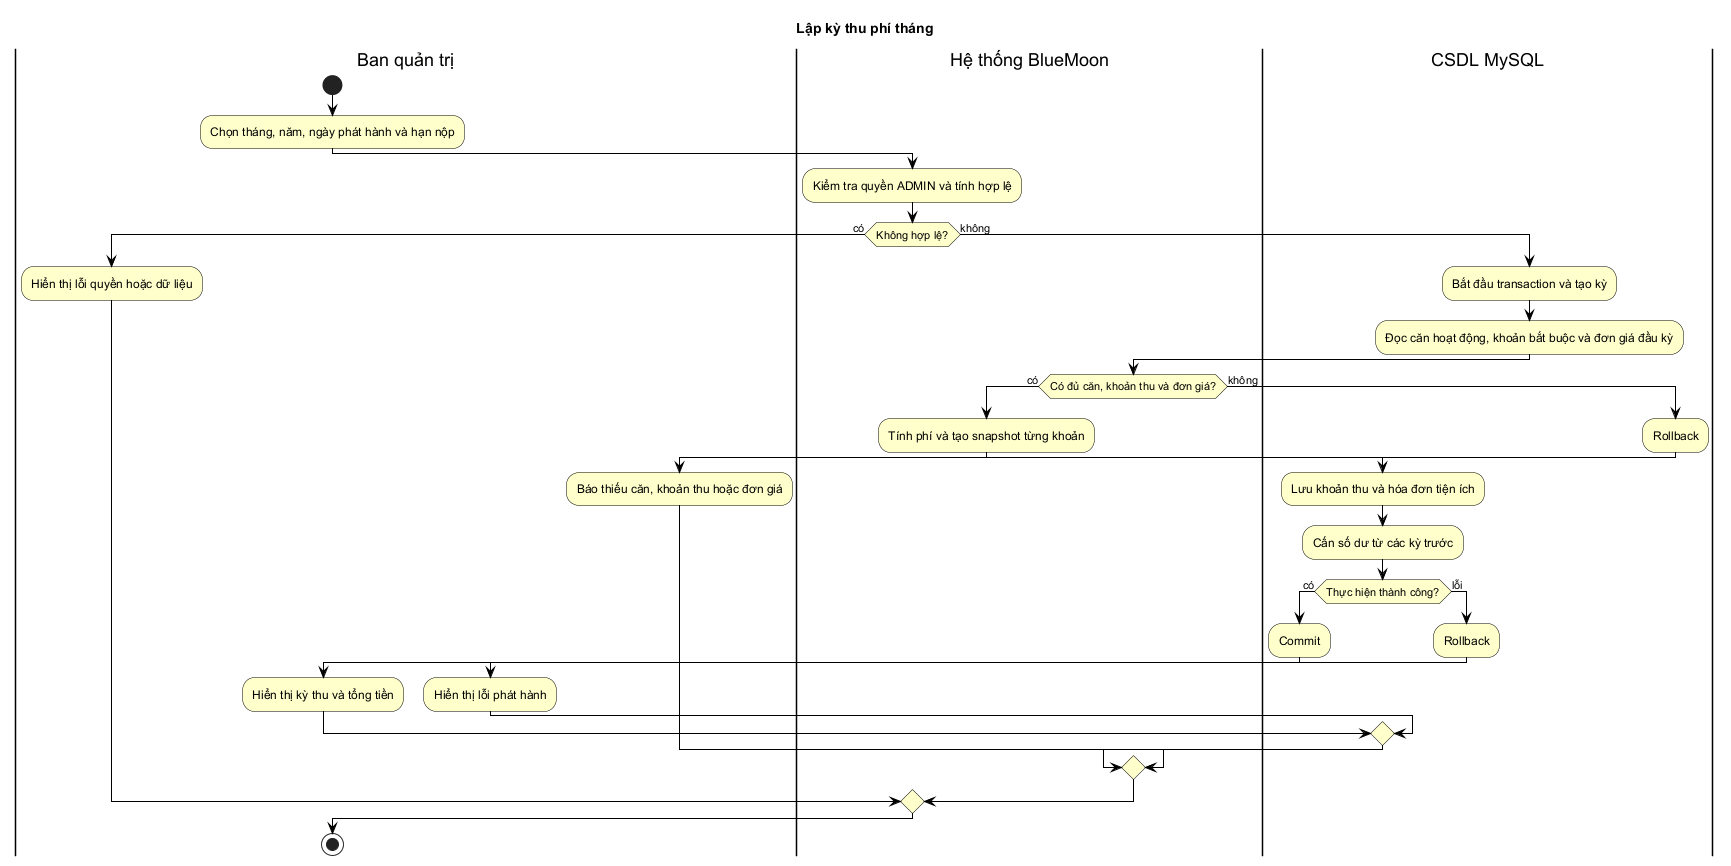 Lập kỳ thu phí tháng
Ban quản trị
Hệ thống BlueMoon
CSDL MySQL
Chọn tháng, năm, ngày phát hành và hạn nộp
Kiểm tra quyền ADMIN và tính hợp lệ
có
Không hợp lệ?
không
Hiển thị lỗi quyền hoặc dữ liệu
Bắt đầu transaction và tạo kỳ
Đọc căn hoạt động, khoản bắt buộc và đơn giá đầu kỳ
có
Có đủ căn, khoản thu và đơn giá?
không
Tính phí và tạo snapshot từng khoản
Rollback
Báo thiếu căn, khoản thu hoặc đơn giá
Lưu khoản thu và hóa đơn tiện ích
Cấn số dư từ các kỳ trước
có
Thực hiện thành công?
lỗi
Commit
Rollback
Hiển thị kỳ thu và tổng tiền
Hiển thị lỗi phát hành